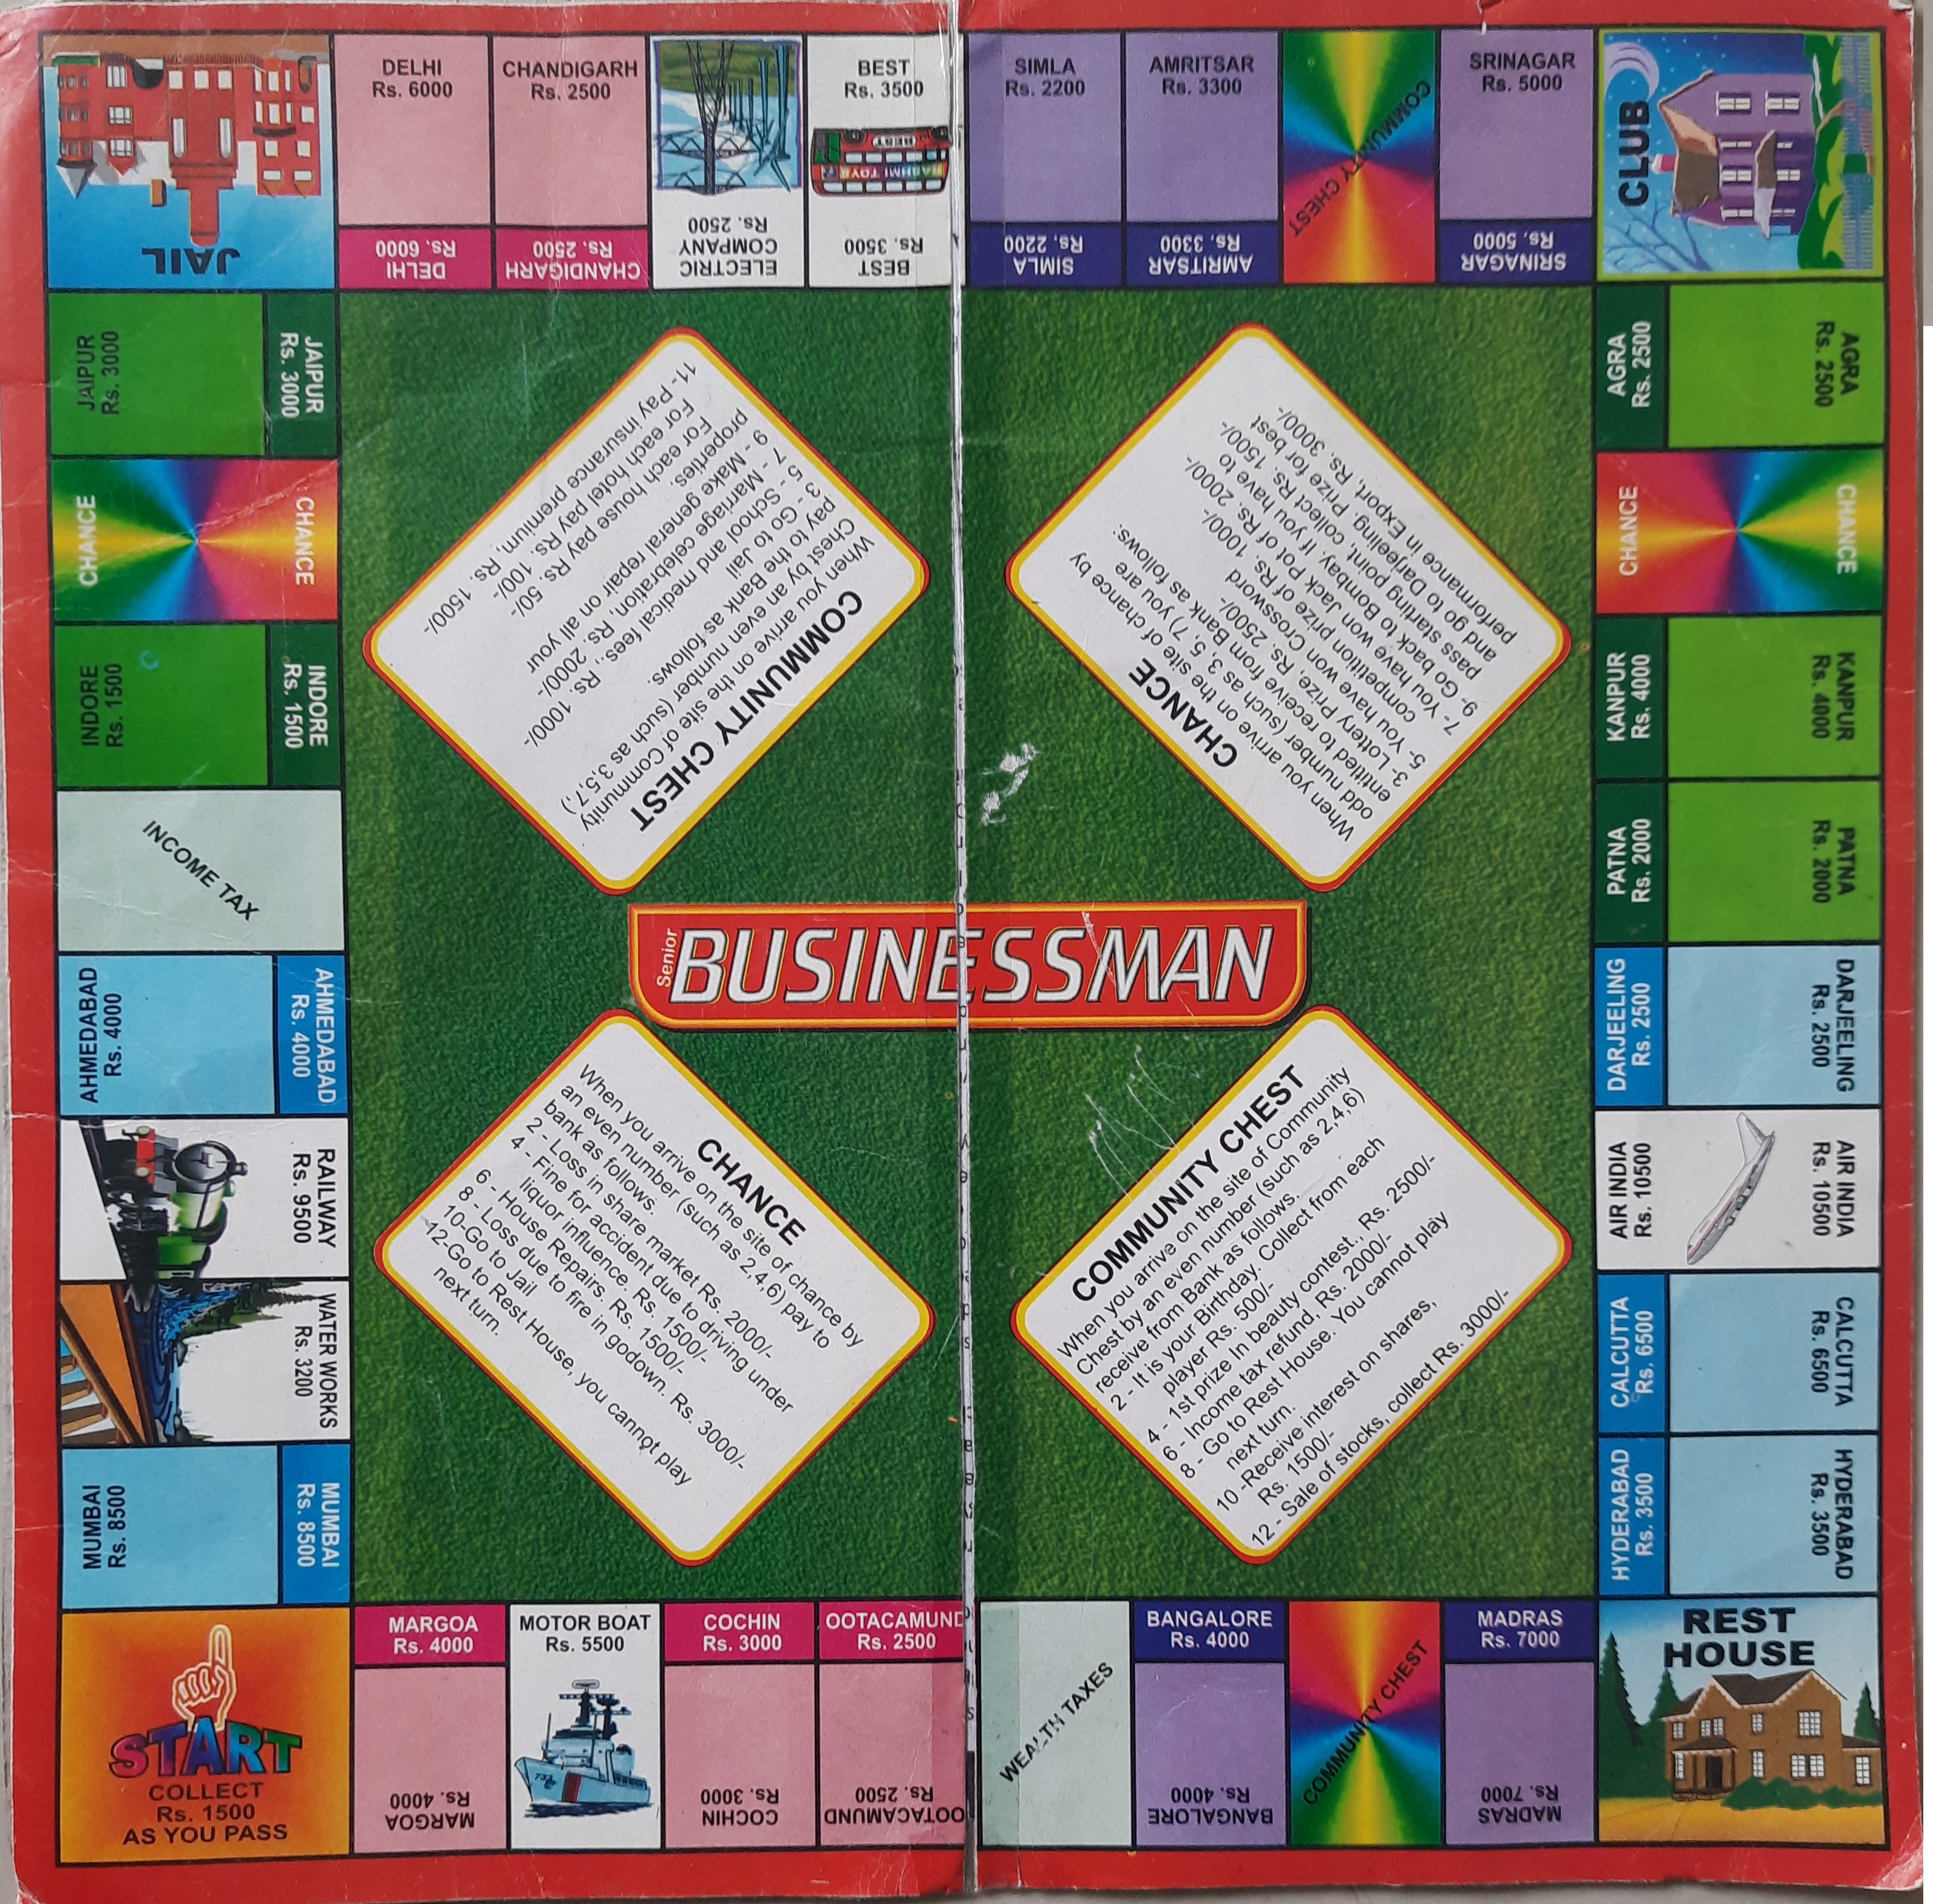 JAIL
DELHI
Rs. 6000
DELHI
Rs. 6000
CHANDIGARH
Rs. 2500
CHANDIGARH
Rs. 2500
ELECTRIC
COMPANY
Rs. 2500
BEST
Rs. 3500
BEST
HASHMI TOYS
BEST
Rs. 3500
SIMLA
Rs. 2200
SIMLA
Rs. 2200
AMRITSAR
Rs. 3300
AMRITSAR
Rs. 3300
COMMUNITY CHEST
SRINAGAR
Rs. 5000
SRINAGAR
Rs. 5000
CLUB
AGRA
Rs. 2500
AGRA
Rs. 2500
CHANCE
CHANCE
KANPUR
Rs. 4000
KANPUR
Rs. 4000
PATNA
Rs. 2000
PATNA
Rs. 2000
DARJEELING
Rs. 2500
DARJEELING
Rs. 2500
AIR INDIA
Rs. 10500
AIR INDIA
Rs. 10500
CALCUTTA
Rs. 6500
CALCUTTA
Rs. 6500
HYDERABAD
Rs. 3500
HYDERABAD
Rs. 3500
REST
HOUSE
MADRAS
Rs. 7000
MADRAS
Rs. 7000
COMMUNITY CHEST
BANGALORE
Rs. 4000
BANGALORE
Rs. 4000
WEALTH TAXES
OOTACAMUND
Rs. 2500
OOTACAMUND
Rs. 2500
COCHIN
Rs. 3000
COCHIN
Rs. 3000
MOTOR BOAT
Rs. 5500
733
MARGOA
Rs. 4000
MARGOA
Rs. 4000
START
COLLECT
Rs. 1500
AS YOU PASS
MUMBAI
Rs. 8500
MUMBAI
Rs. 8500
WATER WORKS
Rs. 3200
RAILWAY
Rs. 9500
AHMEDABAD
Rs. 4000
AHMEDABAD
Rs. 4000
INCOME TAX
INDORE
Rs. 1500
INDORE
Rs. 1500
CHANCE
CHANCE
JAIPUR
Rs. 3000
JAIPUR
Rs. 3000
COMMUNITY CHEST
When you arrive on the site of Community
Chest by an even number (such as 3,5,7,)
pay to the Bank as follows.
3 - Go to Jail
5 - School and medical fees., Rs. 1000/-
7 - Marriage celebration, Rs. 2000/-
9 - Make general repair on all your
properties.
For each house pay Rs. 50/-
For each hotel pay Rs. 100/-
11- Pay insurance premium, Rs. 1500/-
CHANCE
When you arrive on the site of chance by
odd number (such as 3, 5, 7) you are
entitled to receive from Bank as follows:
3- Lottery Prize, Rs. 2500/-
5- You have won Crossword
competition prize of Rs. 1000/-
7- You have won Jack Pot of Rs. 2000/-
9- Go back to Bombay. If you have to
pass starting point, collect Rs. 1500/-
and go to Darjeeling. Prize for best
performance in Export, Rs. 3000/-
Senior
BUSINESSMAN
CHANCE
When you arrive on the site of chance by
an even number (such as 2,4,6) pay to
bank as follows.
2 - Loss in share market Rs. 2000/-
4 - Fine for accident due to driving under
liquor influence. Rs. 1500/-
6 - House Repairs. Rs. 1500/-
8 - Loss due to fire in godown. Rs. 3000/-
10-Go to Jail
12-Go to Rest House, you cannot play
next turn.
COMMUNITY CHEST
When you arrive on the site of Community
Chest by an even number (such as 2,4,6)
receive from Bank as follows.
2 - It is your Birthday. Collect from each
player Rs. 500/-
4 - 1st prize In beauty contest., Rs. 2500/-
6 - Income tax refund, Rs. 2000/-
8 - Go to Rest House. You cannot play
next turn.
10 -Receive interest on shares,
Rs. 1500/-
12 - Sale of stocks, collect Rs. 3000/-